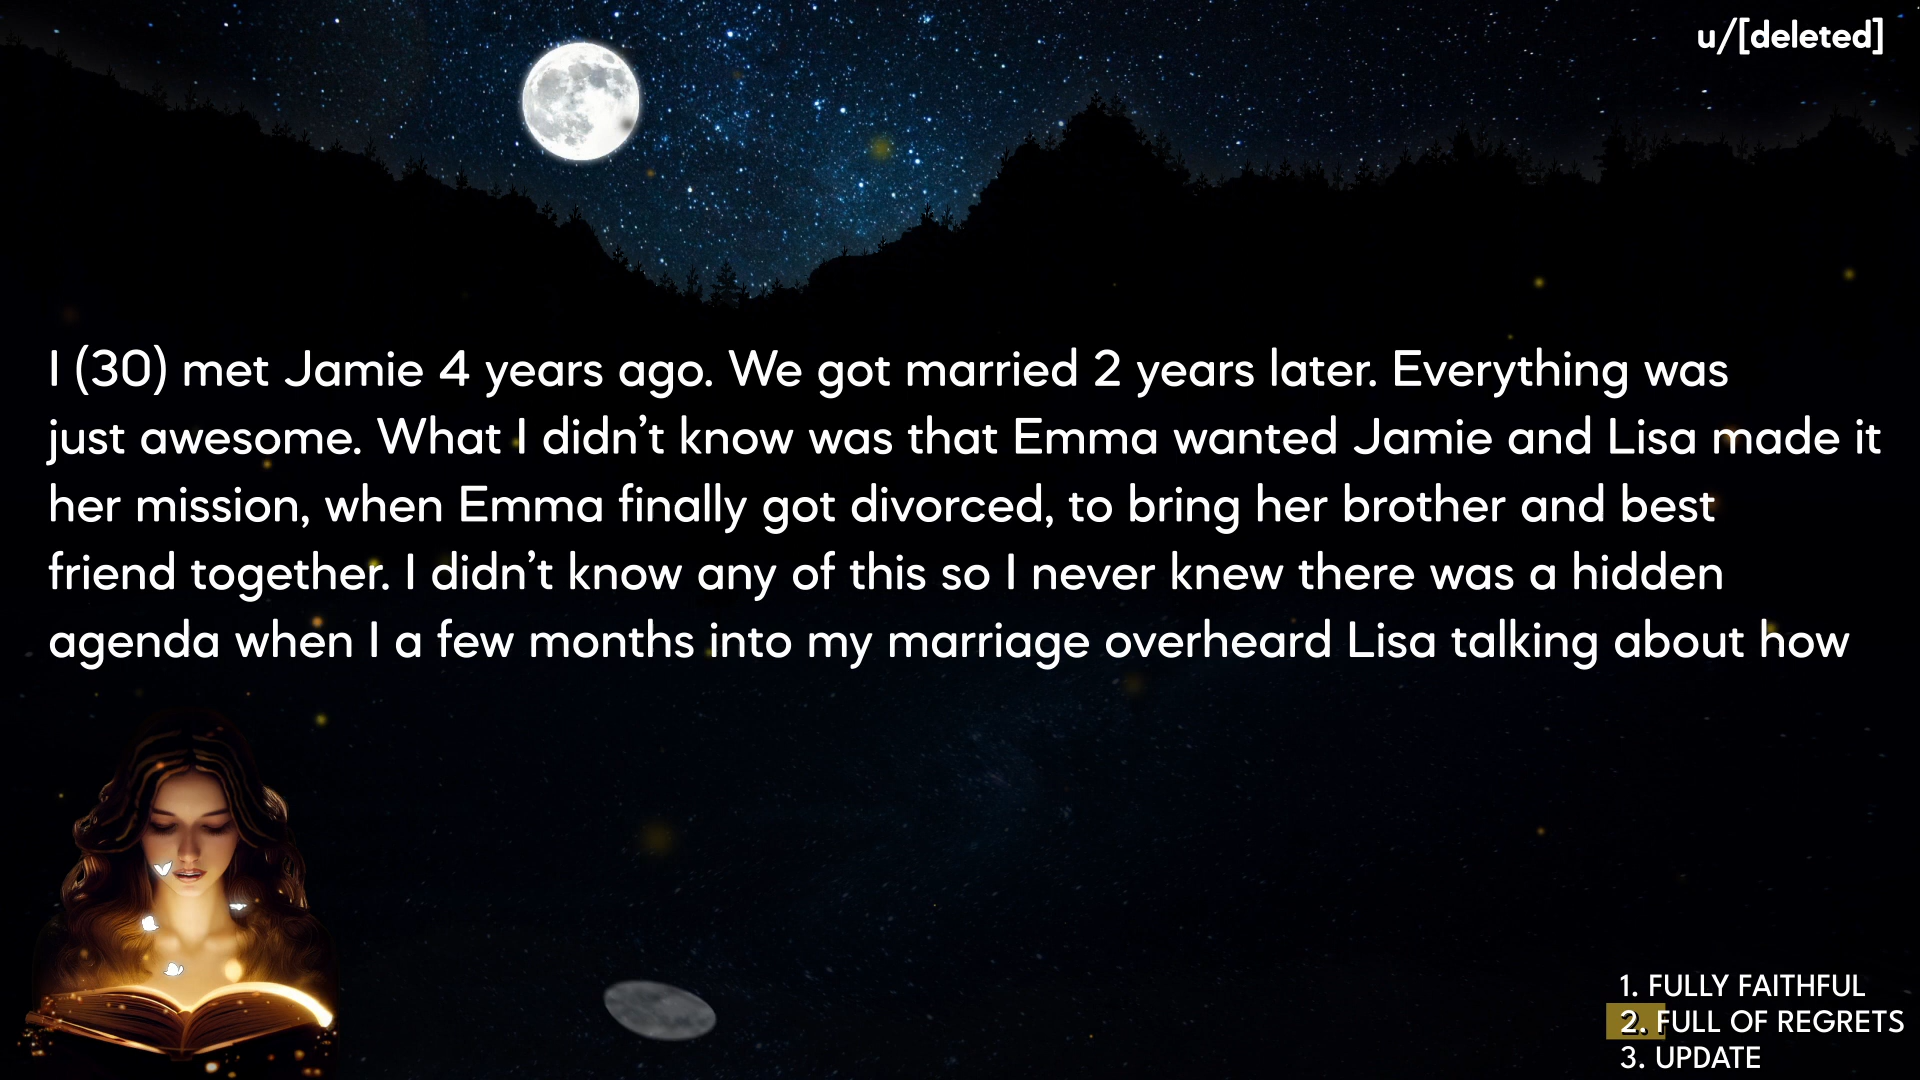 u/[deleted]
I (30) met Jamie 4 years ago. We got married 2 years later. Everything was
just awesome. What I didn’t know was that Emma wanted Jamie and Lisa made it
her mission, when Emma finally got divorced, to bring her brother and best
friend together. I didn’t know any of this so I never knew there was a hidden
agenda when I a few months into my marriage overheard Lisa talking about how
1. FULLY FAITHFUL
2. FULL OF REGRETS
3. UPDATE